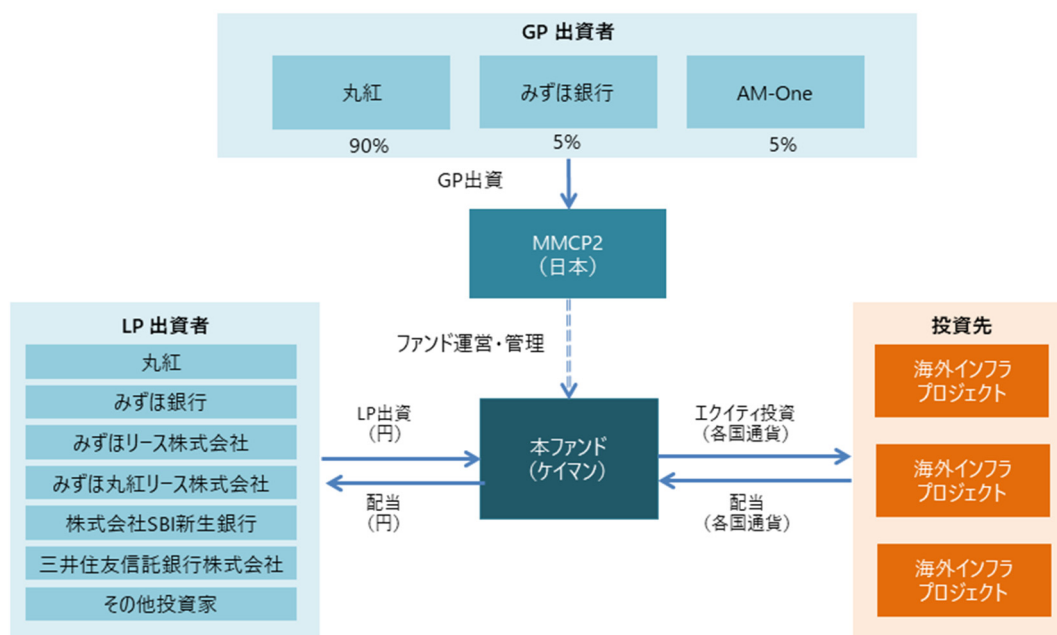 GP 出資者
丸紅
みずほ銀行
AM-One
90%
5%
5%
GP出資
MMCP2
（日本）
ファンド運営・管理
LP 出資者
丸紅
みずほ銀行
みずほリース株式会社
みずほ丸紅リース株式会社
株式会社SBI新生銀行
三井住友信託銀行株式会社
その他投資家
LP出資
（円）
配当
（円）
本ファンド
（ケイマン）
エクイティ投資
（各国通貨）
配当
（各国通貨）
投資先
海外インフラ
プロジェクト
海外インフラ
プロジェクト
海外インフラ
プロジェクト